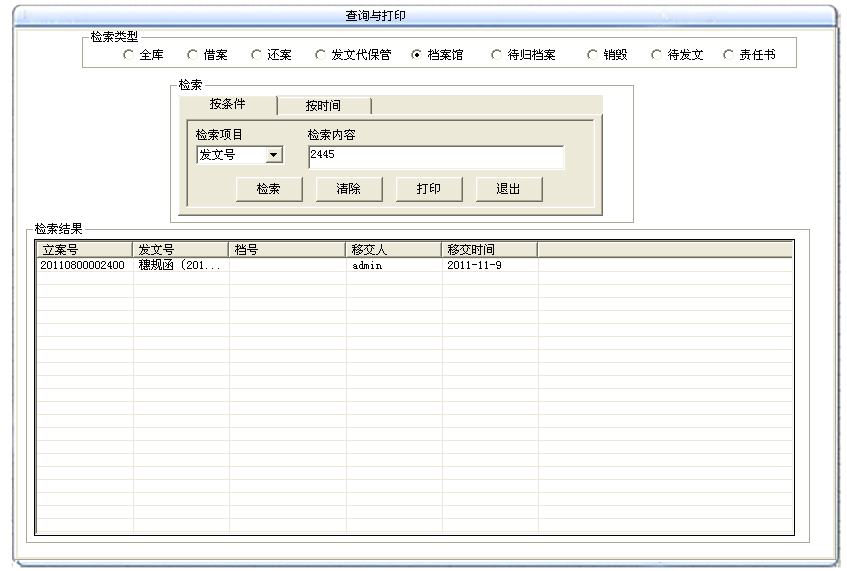 查询与打印
检索类型
全库 借案 还案 发文代保管 档案馆 待归档案 销毁 待发文 责任书
检索
按条件 按时间
检索项目 检索内容
发文号 2445
检索 清除 打印 退出
检索结果
立案号 发文号 档号 移交人 移交时间
20110800002400 穗规函 (201... admin 2011-11-9